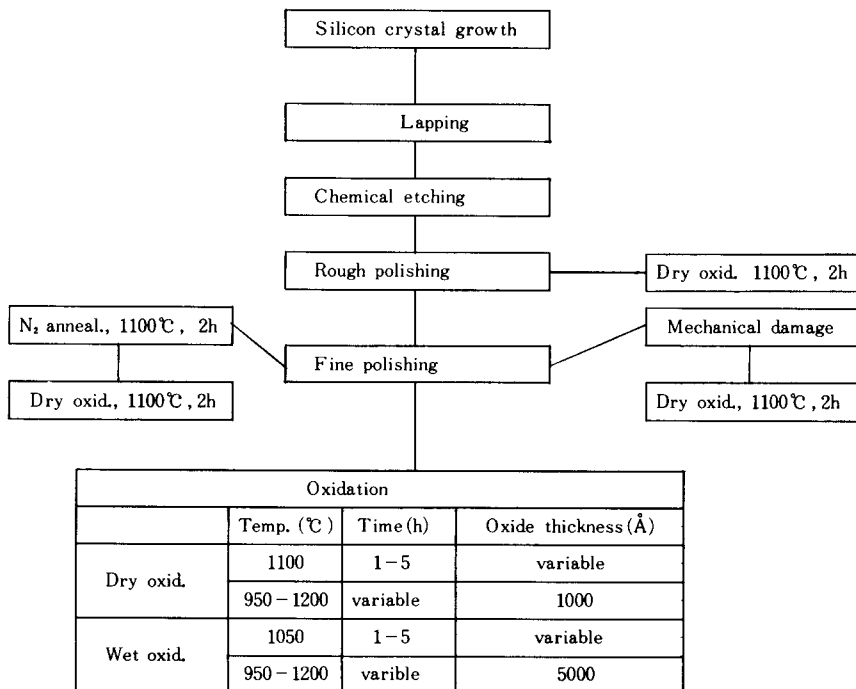 Silicon crystal growth
Lapping
Chemical etching
Rough polishing
Dry oxid. 1100℃, 2h
N₂ anneal., 1100℃, 2h
Mechanical damage
Fine polishing
Dry oxid., 1100℃, 2h
Dry oxid., 1100℃, 2h
Oxidation
Temp. (℃) Time(h) Oxide thickness(Å)
Dry oxid.
1100 1-5 variable
950-1200 variable 1000
Wet oxid.
1050 1-5 variable
950-1200 varible 5000